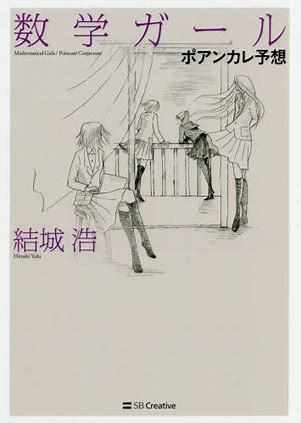 数学ガール
Mathematical Girls / Poincaré Conjecture
ポアンカレ予想
結城 浩
Hiroshi Yuki
SB Creative